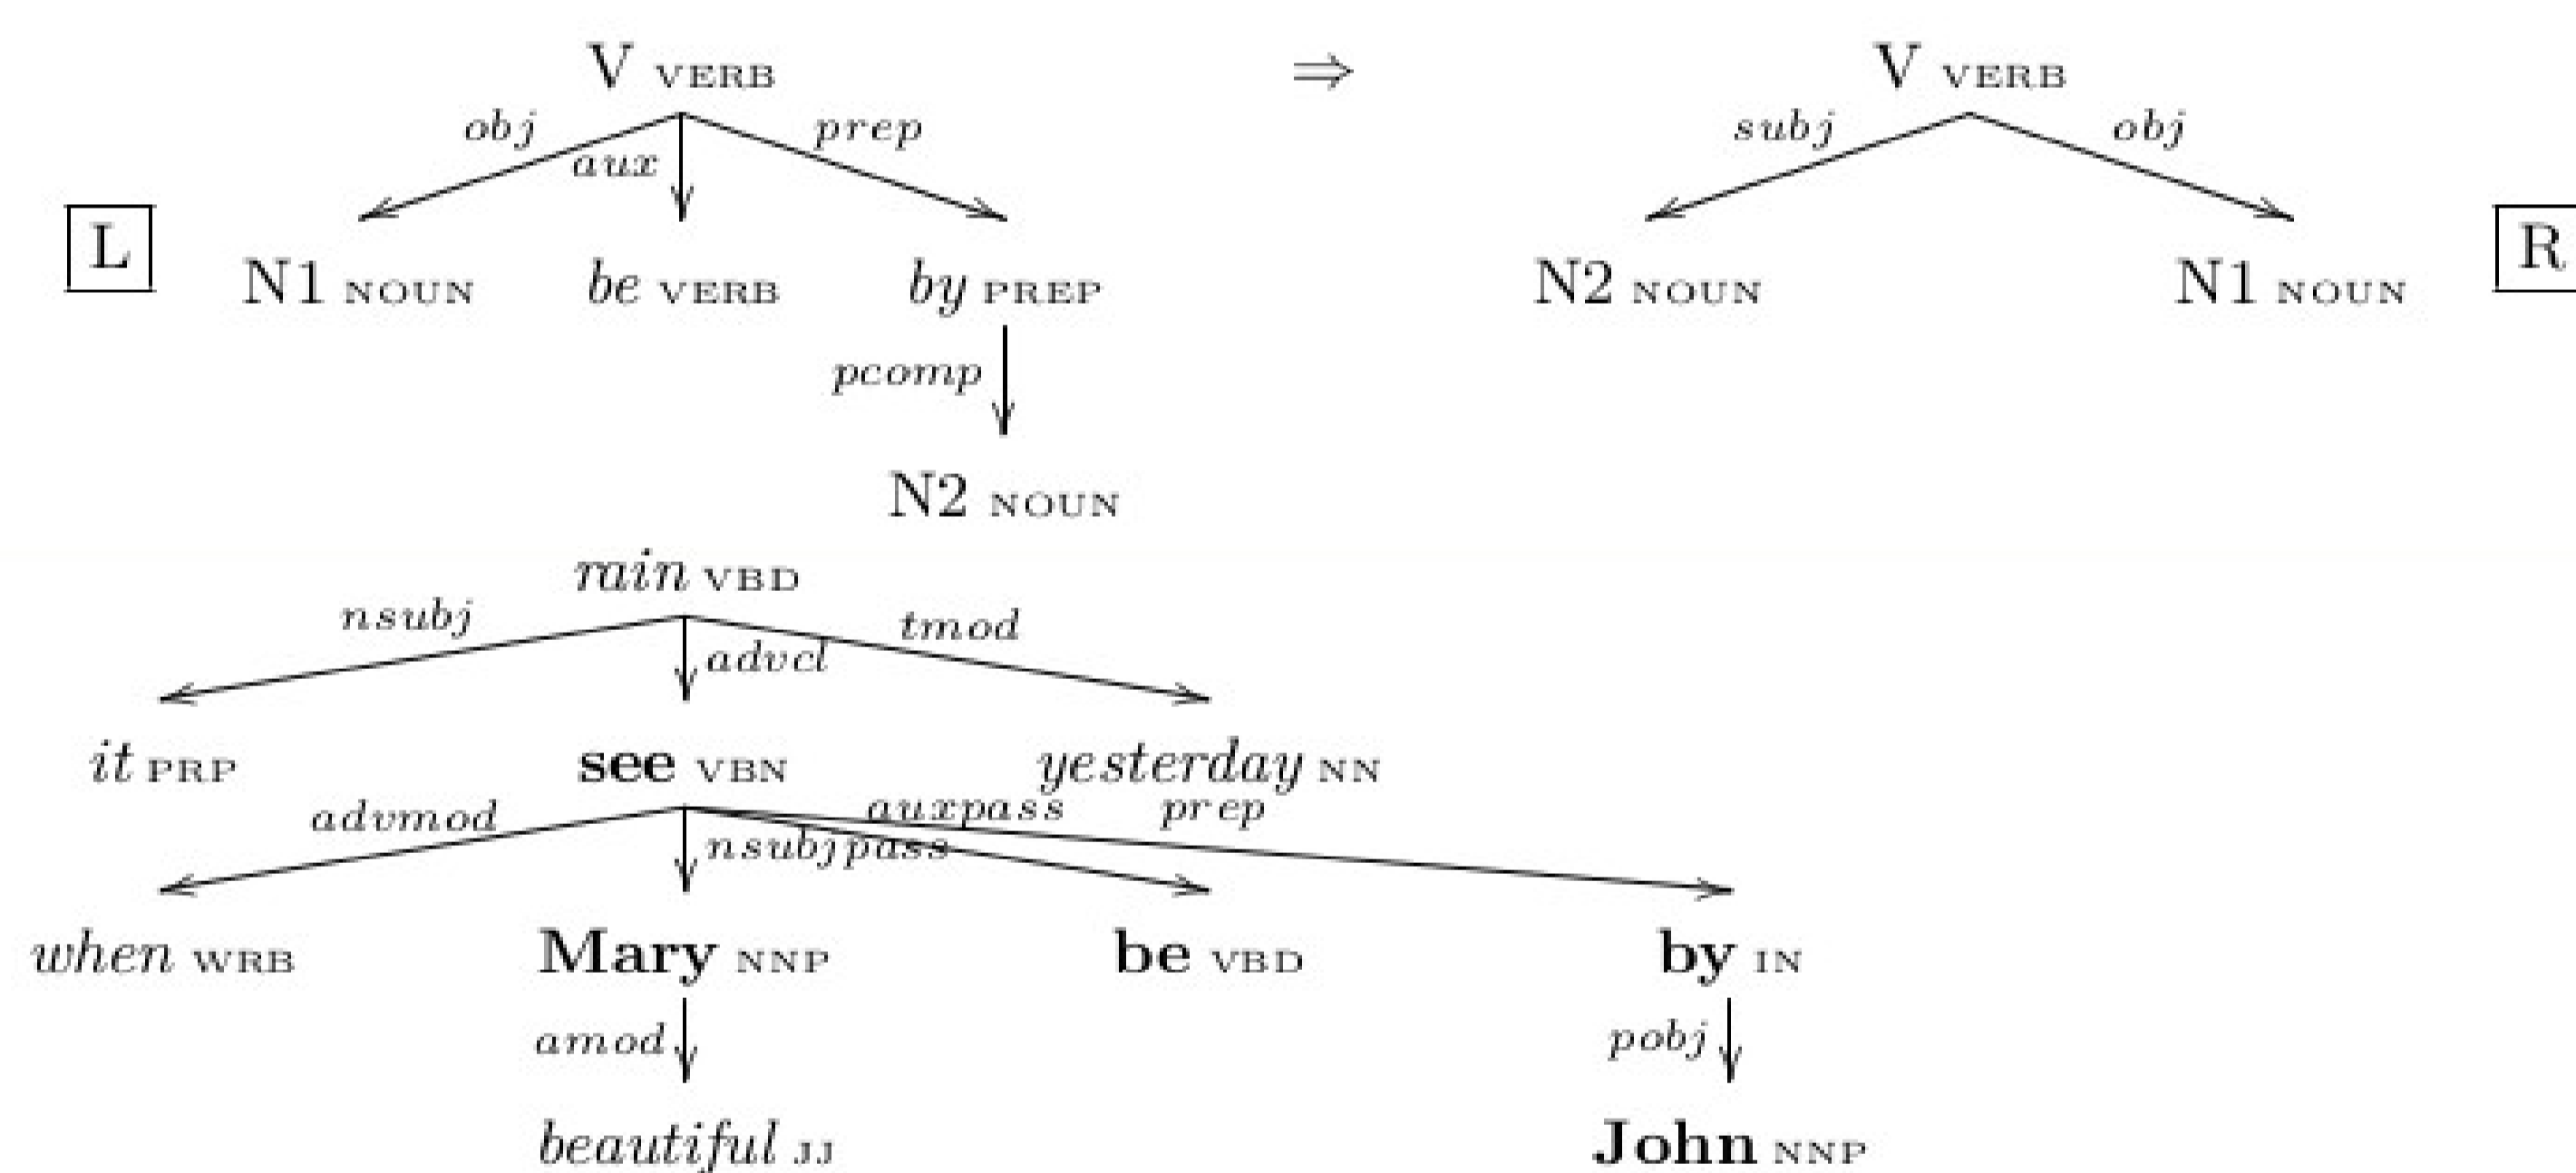 V VERB ⇒ V VERB
obj aux prep subj obj
L N1 NOUN be VERB by PREP N2 NOUN N1 NOUN R
pcomp
N2 NOUN
rain VBD
nsubj advcl tmod
it PRP see VBN yesterday NN
advmod nsubjpass auxpass prep
when WRB Mary NNP be VBD by IN
amod pobj
beautiful JJ John NNP